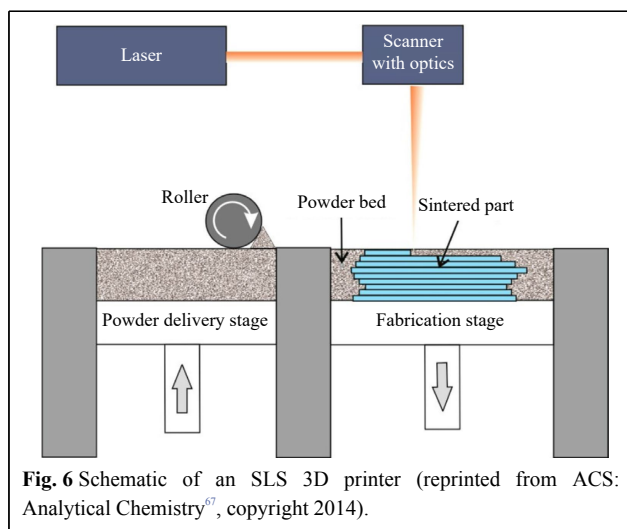 Laser
Scanner
with optics
Roller
Powder bed
Sintered part
Powder delivery stage
Fabrication stage
Fig. 6 Schematic of an SLS 3D printer (reprinted from ACS:
Analytical Chemistry67, copyright 2014).